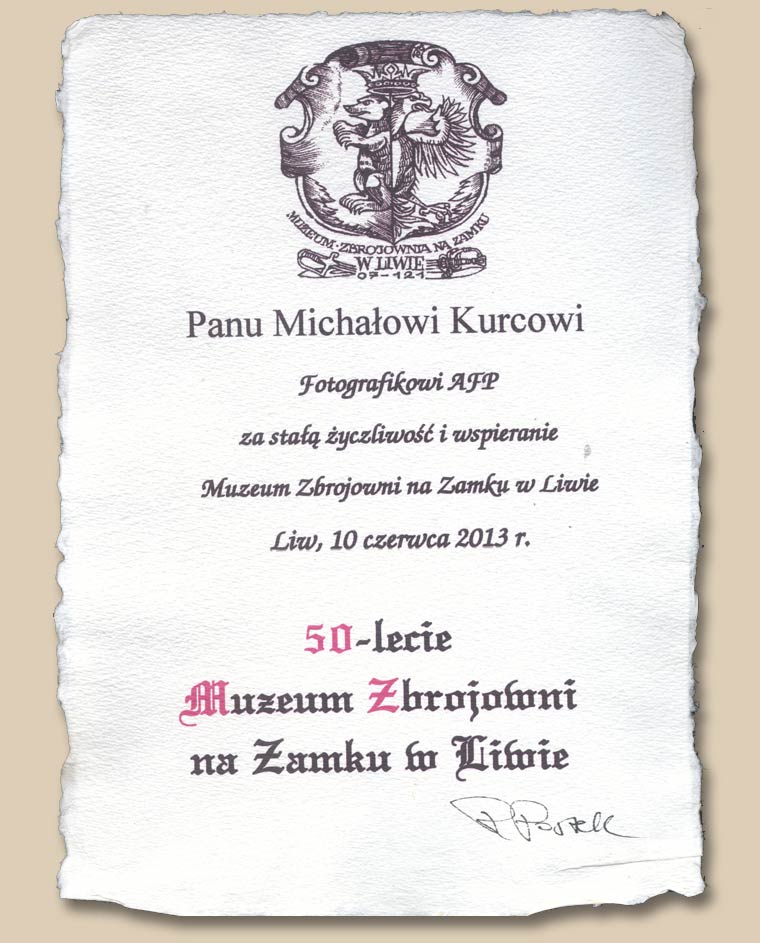 MUZEUM · ZBROJOWNIA NA ZAMKU
W LIWIE
07-121
Panu Michałowi Kurcowi
Fotografikowi AFP
za stałą życzliwość i wspieranie
Muzeum Zbrojowni na Zamku w Liwie
Liw, 10 czerwca 2013 r.
50-lecie
Muzeum Zbrojowni
na Zamku w Liwie